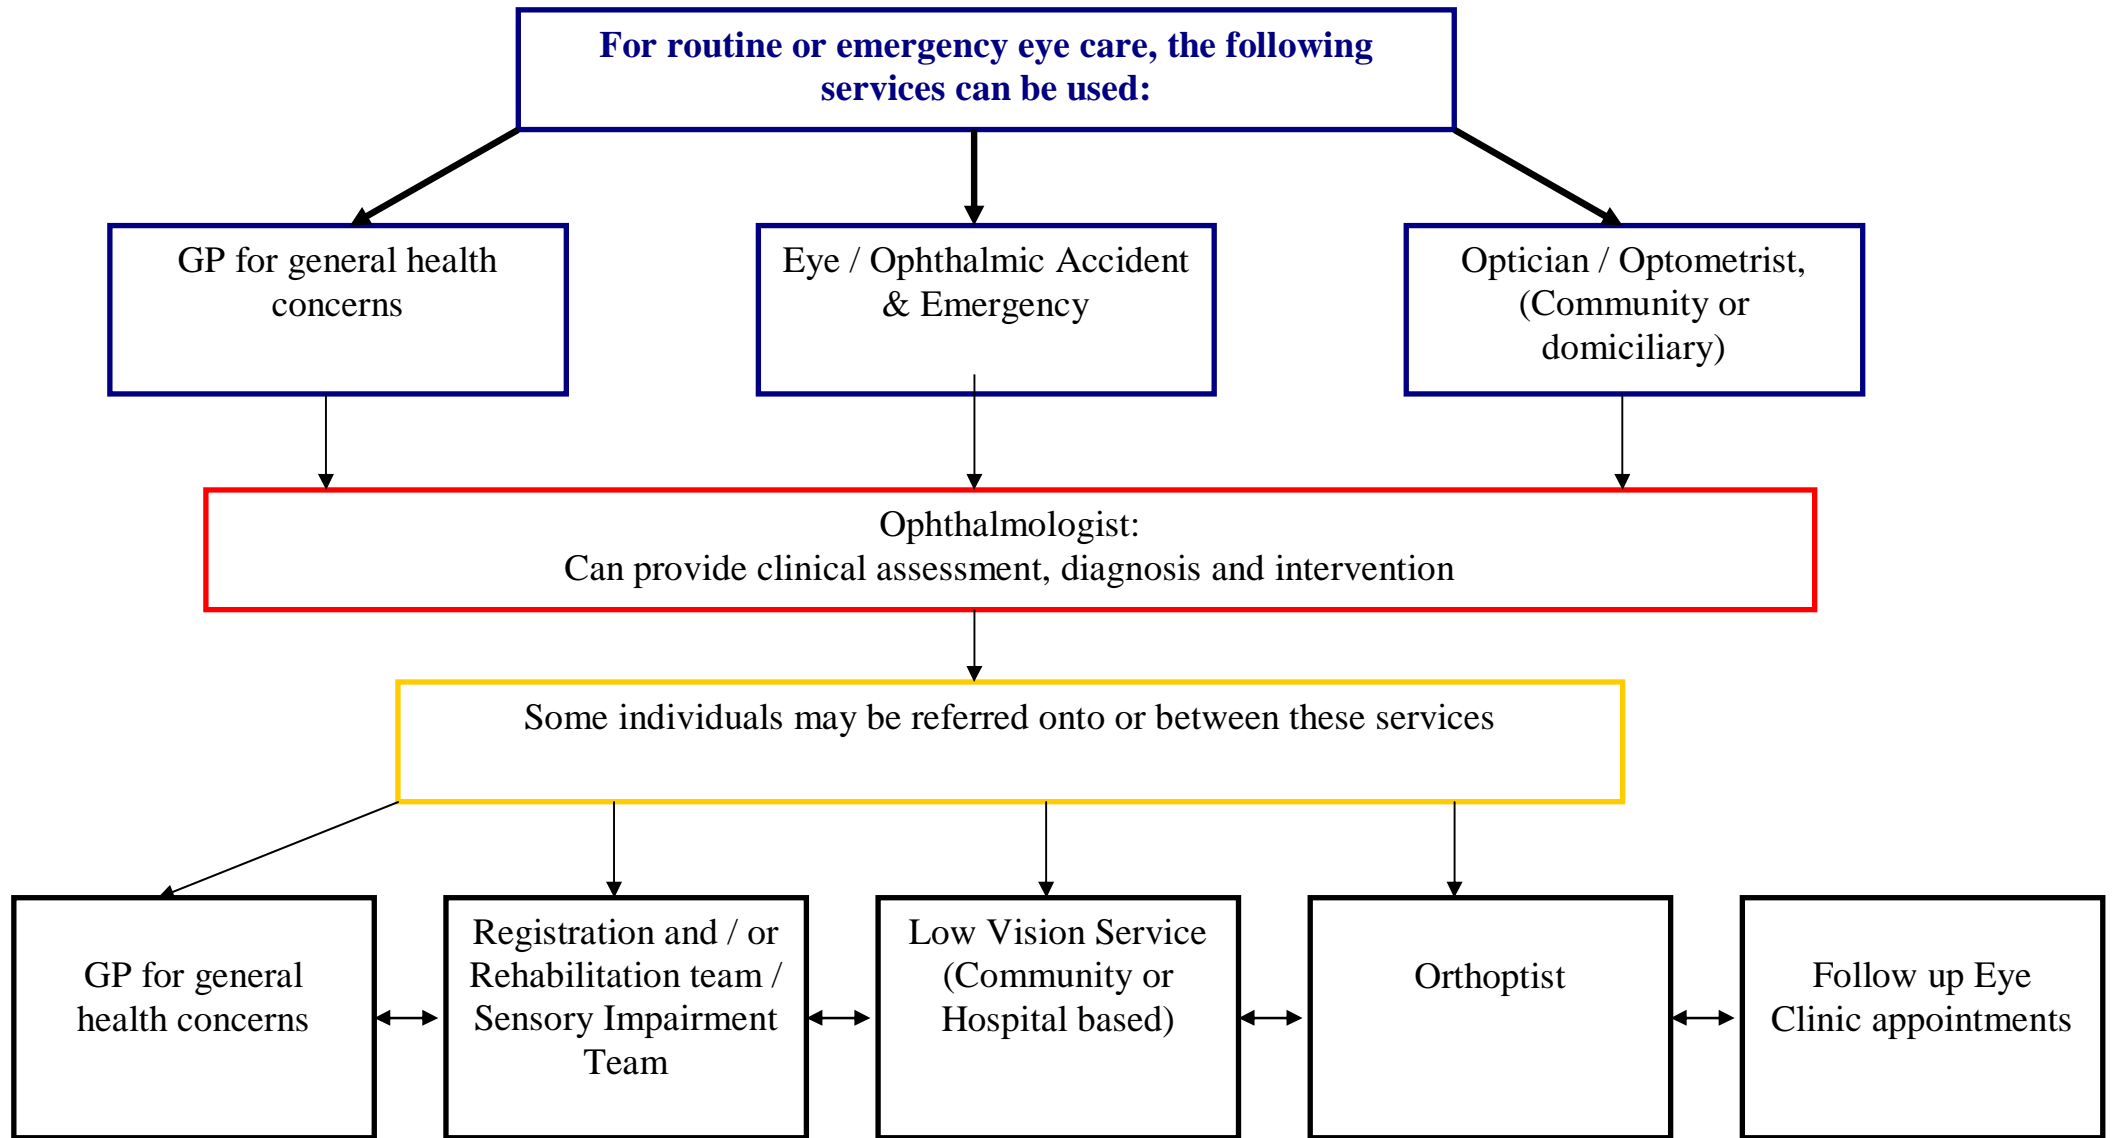 For routine or emergency eye care, the following
services can be used:
GP for general health
concerns
Eye / Ophthalmic Accident
& Emergency
Optician / Optometrist,
(Community or
domiciliary)
Ophthalmologist:
Can provide clinical assessment, diagnosis and intervention
Some individuals may be referred onto or between these services
GP for general
health concerns
Registration and / or
Rehabilitation team /
Sensory Impairment
Team
Low Vision Service
(Community or
Hospital based)
Orthoptist
Follow up Eye
Clinic appointments